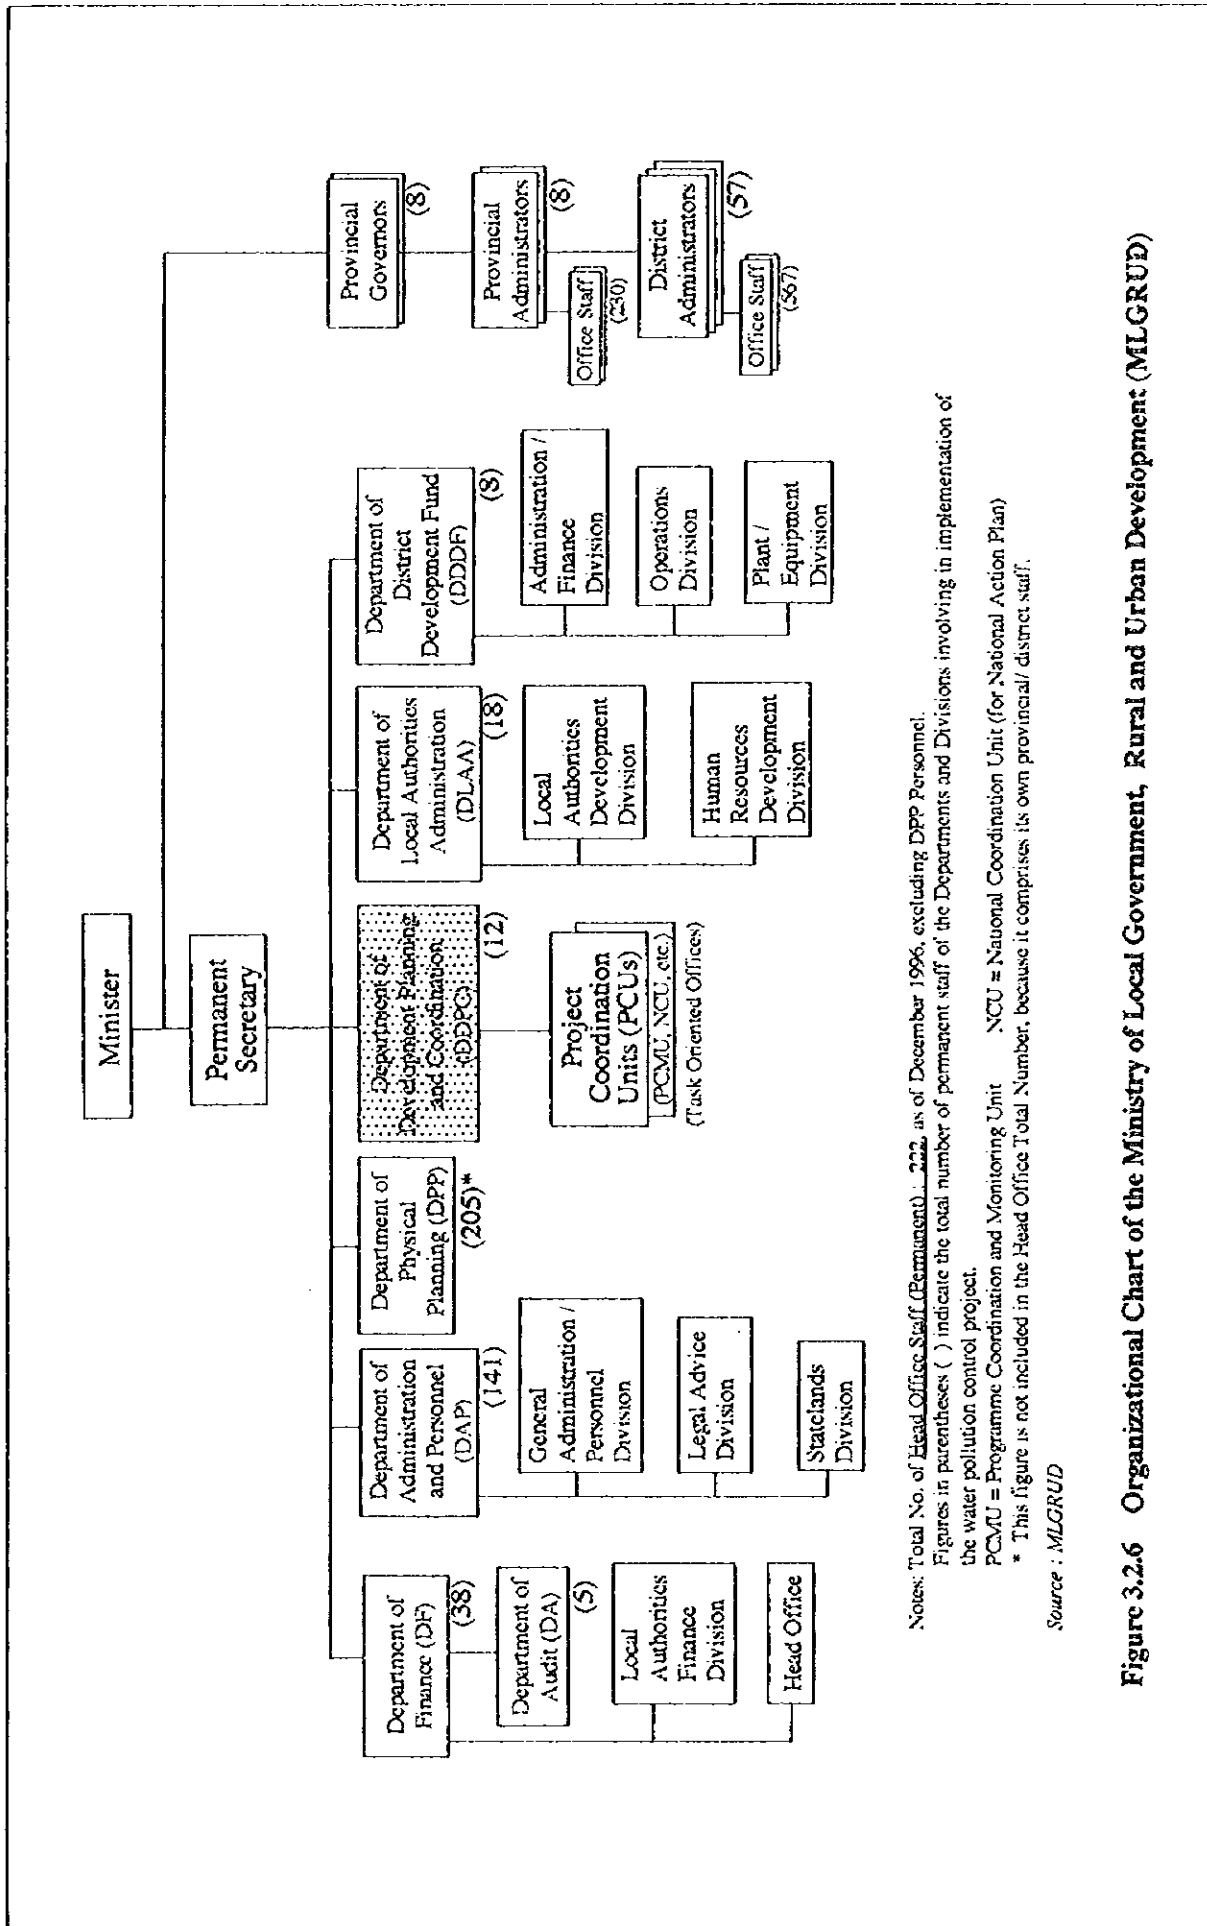 Minister
Permanent
Secretary
Department of
Finance (DF)
(38)
Department of
Audit (DA)
(5)
Local
Authorities
Finance
Division
Head Office
Department of
Administration
and Personnel
(DAP)
(141)
General
Administration /
Personnel
Division
Legal Advice
Division
Statelands
Division
Department of
Physical
Planning (DPP)
(205)*
Department of
Development Planning
and Coordination
(DDPC)
(12)
Project
Coordination
Units (PCUs)
(PCMU, NCU, etc.)
(Task Oriented Offices)
Department of
Local Authorities
Administration
(DLAA)
(18)
Local
Authorities
Development
Division
Human
Resources
Development
Division
Department of
District
Development Fund
(DDDF)
(8)
Administration /
Finance
Division
Operations
Division
Plant /
Equipment
Division
Provincial
Governors
(8)
Provincial
Administrators
(8)
Office Staff
(230)
District
Administrators
(57)
Office Staff
(567)
Notes: Total No. of Head Office Staff (Permanent) : 222, as of December 1996, excluding DPP Personnel.
Figures in parentheses ( ) indicate the total number of permanent staff of the Departments and Divisions involving in implementation of
the water pollution control project.
PCMU = Programme Coordination and Monitoring Unit NCU = National Coordination Unit (for National Action Plan)
* This figure is not included in the Head Office Total Number, because it comprises its own provincial/ district staff.
Source : MLGRUD
Figure 3.2.6 Organizational Chart of the Ministry of Local Government, Rural and Urban Development (MLGRUD)